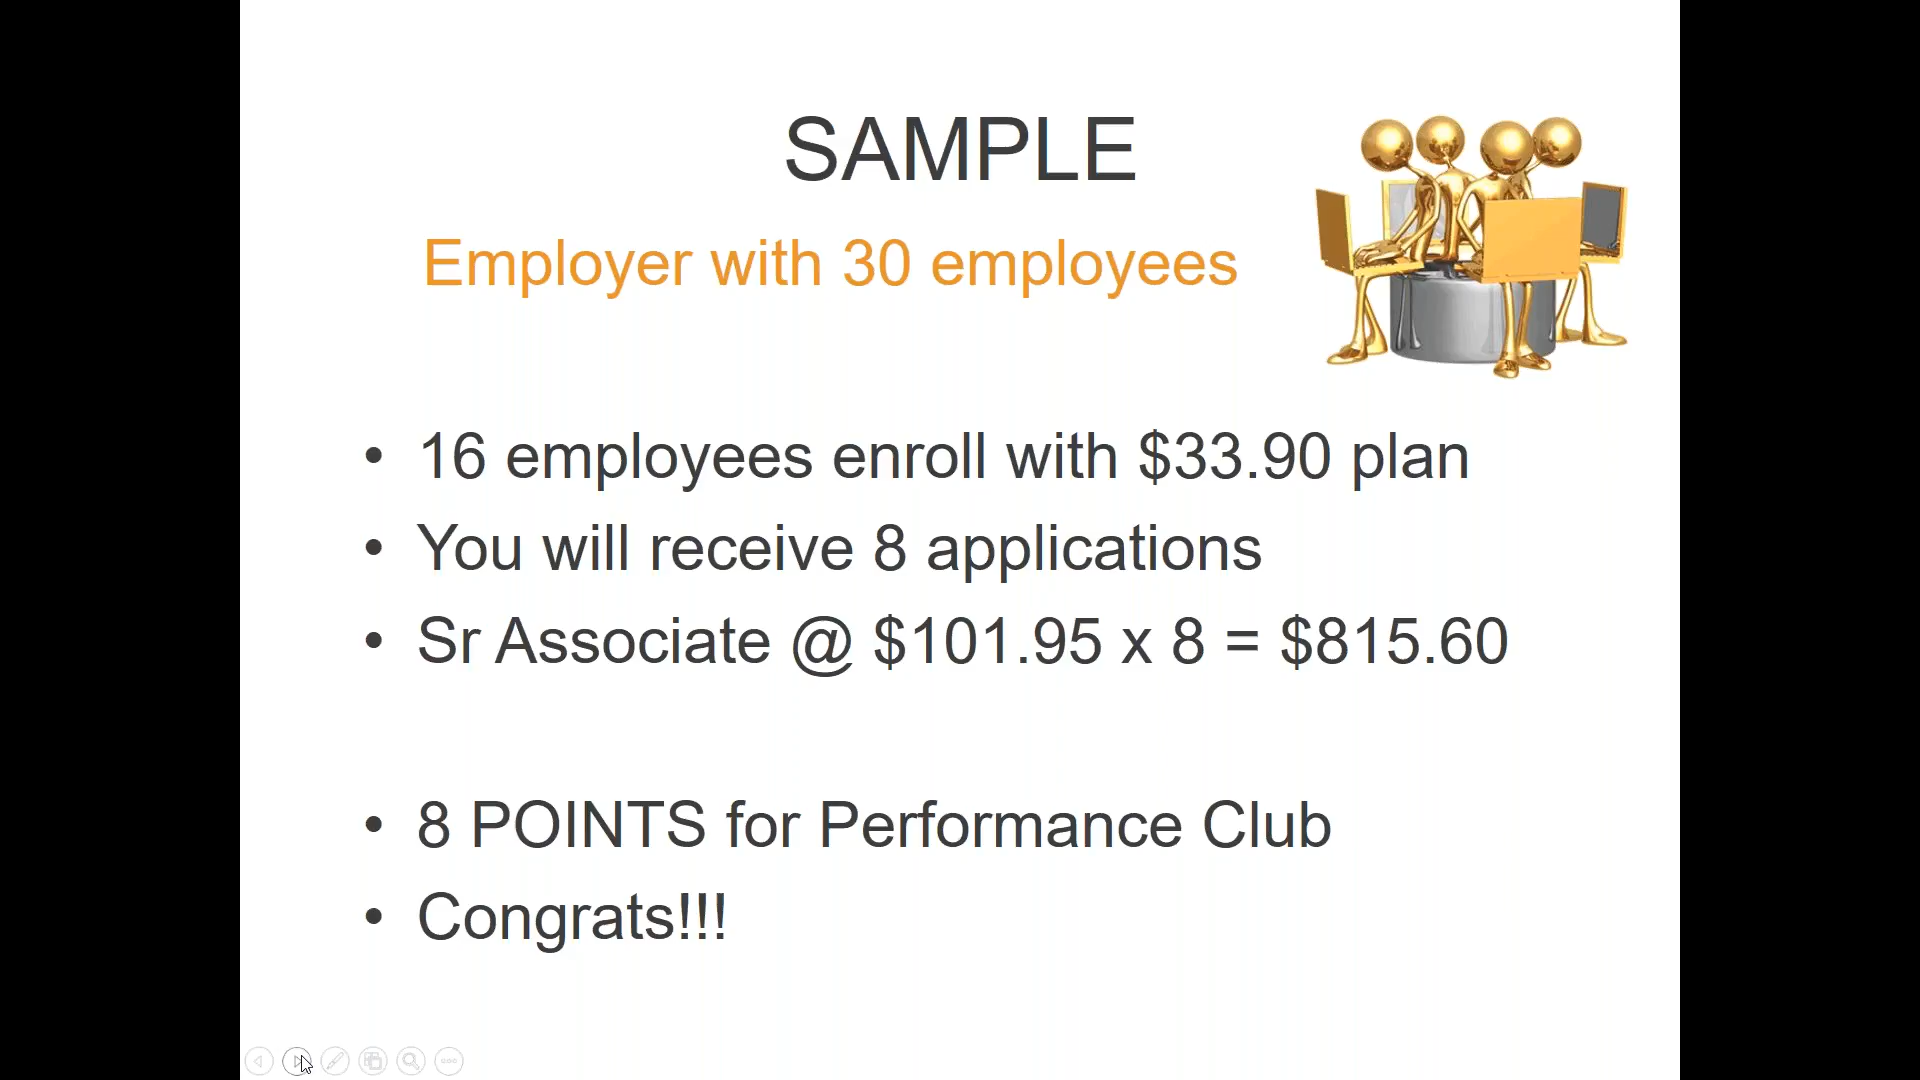 SAMPLE
Employer with 30 employees
• 16 employees enroll with $33.90 plan
• You will receive 8 applications
• Sr Associate @ $101.95 x 8 = $815.60
• 8 POINTS for Performance Club
• Congrats!!!